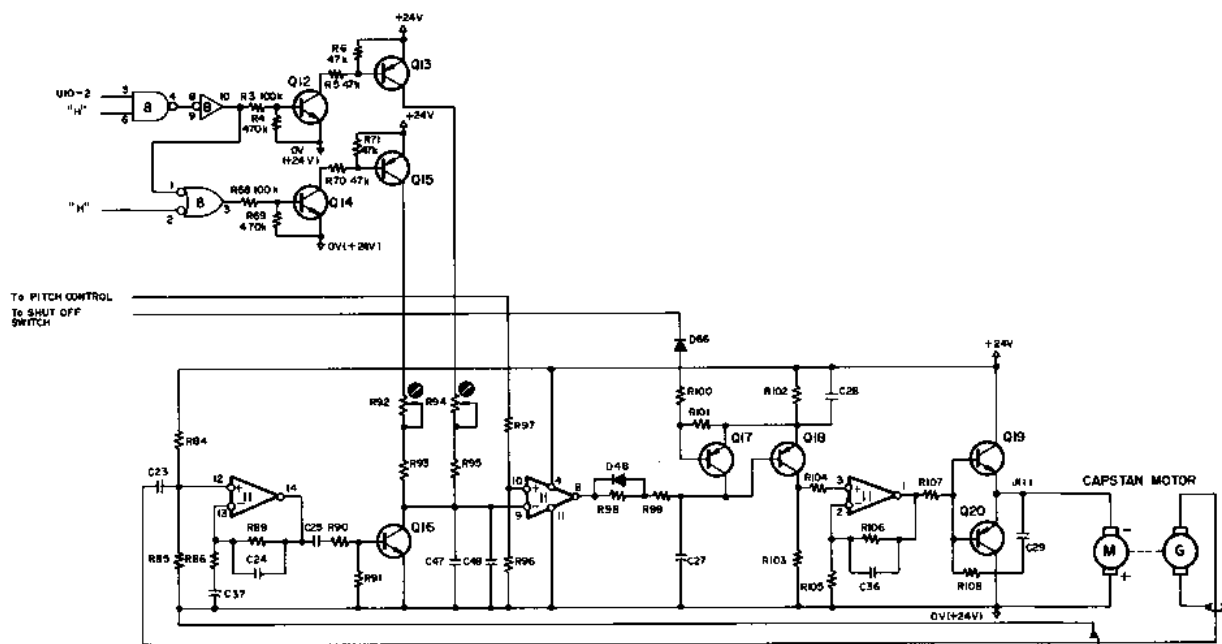 +24V
R6
47k
Q13
R5 47k
U10-2
5
4
8
10
R3 100k
Q12
"H"
6
8
9
8
R4
470k
+24V
0V
(+24V)
R71
47k
R70 47k
Q15
1
R68 100k
8
3
Q14
"H"
2
R69
470k
0V(+24V)
To PITCH CONTROL
To SHUT OFF
SWITCH
D66
+24V
R92
R94
R100
R102
C28
R101
R84
R97
Q17
Q18
Q19
C23
R93
R95
D48
12
14
10
4
8
R104
3
1
R107
CAPSTAN MOTOR
11
11
11
13
9
11
R98
R99
2
Q20
R89
C25
R90
Q16
R106
M
-
G
C24
C29
R85
R86
R91
C47
C48
R96
C27
R103
R105
C36
R108
+
C37
0V(+24V)